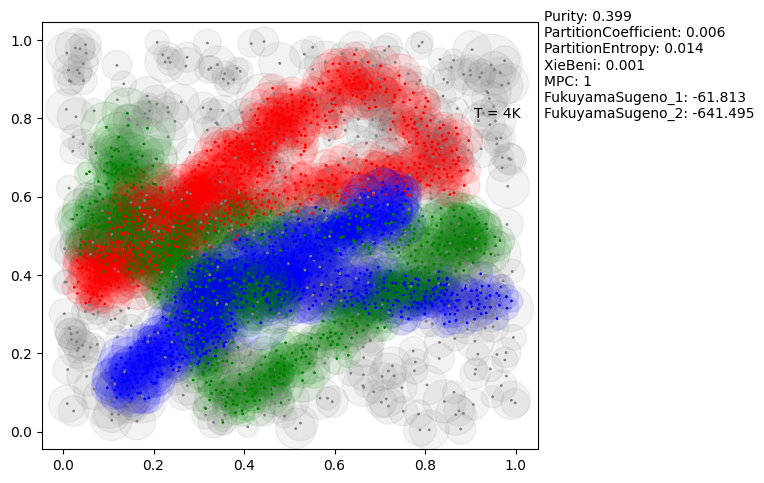 Purity: 0.399
PartitionCoefficient: 0.006
PartitionEntropy: 0.014
XieBeni: 0.001
MPC: 1
FukuyamaSugeno_1: -61.813
FukuyamaSugeno_2: -641.495
T = 4K
1.0
0.8
0.6
0.4
0.2
0.0
0.0 0.2 0.4 0.6 0.8 1.0